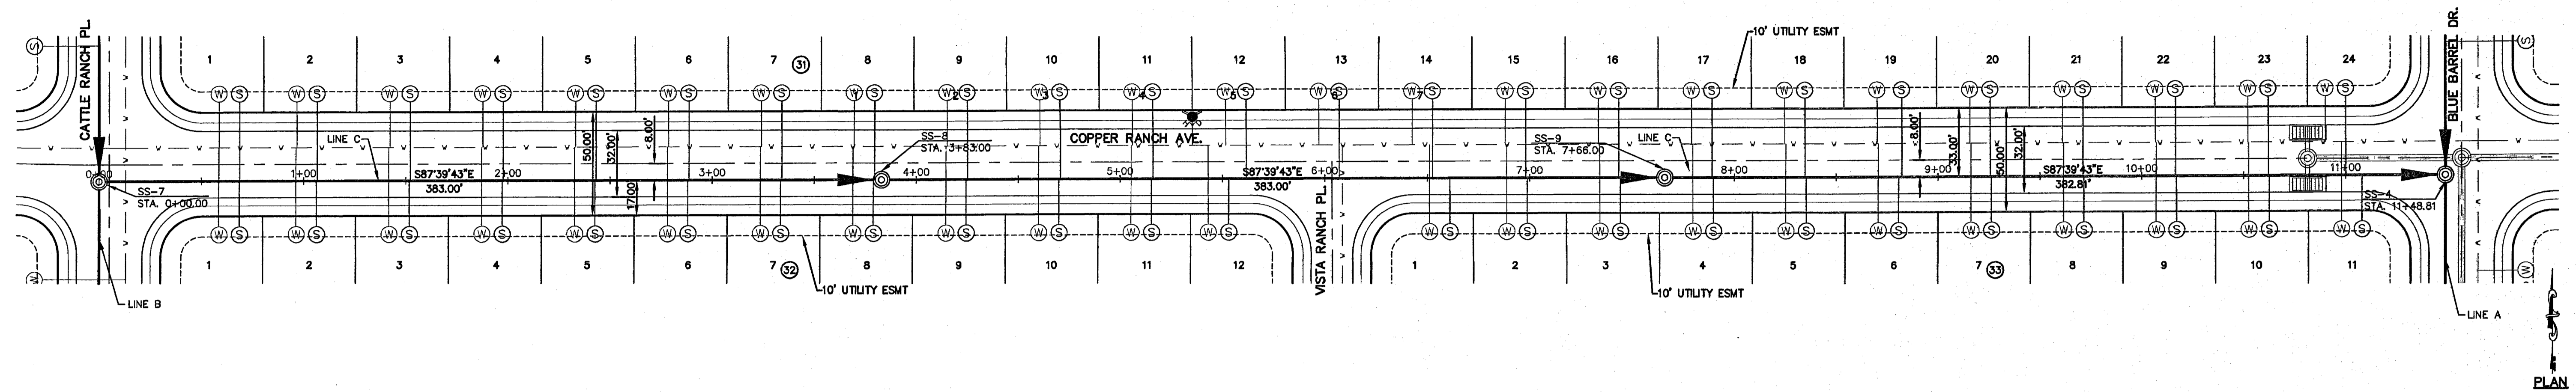 CATTLE RANCH PL.
BLUE BARREL DR.
10' UTILITY ESMT
1 2 3 4 5 6 7 (31) 8 9 10 11 12 13 14 15 16 17 18 19 20 21 22 23 24
W S W S W S W S W S W S W S W S W S W S W S W S W S W S W S W S W S W S W S W S W S W S W S W S
1 2 3 4 5 6 7
LINE C
50.00'
32.00'
8.00'
17.00'
SS-8
STA. 3+83.00
COPPER RANCH AVE.
SS-9
STA. 7+66.00
LINE C
8.00'
33.00'
50.00'
32.00'
0+00 1+00 2+00 3+00 4+00 5+00 6+00 7+00 8+00 9+00 10+00 11+00
S87°39'43"E
383.00'
S87°39'43"E
383.00'
S87°39'43"E
382.81'
SS-7
STA. 0+00.00
SS-4
STA. 11+48.81
W S W S W S W S W S W S W S W S W S W S W S W S W S W S W S W S W S W S W S W S W S W S W S
1 2 3 4 5 6 7 (32) 8 9 10 11 12
VISTA RANCH PL.
1 2 3 4 5 6 7 (33) 8 9 10 11
LINE B
10' UTILITY ESMT
10' UTILITY ESMT
LINE A
PLAN